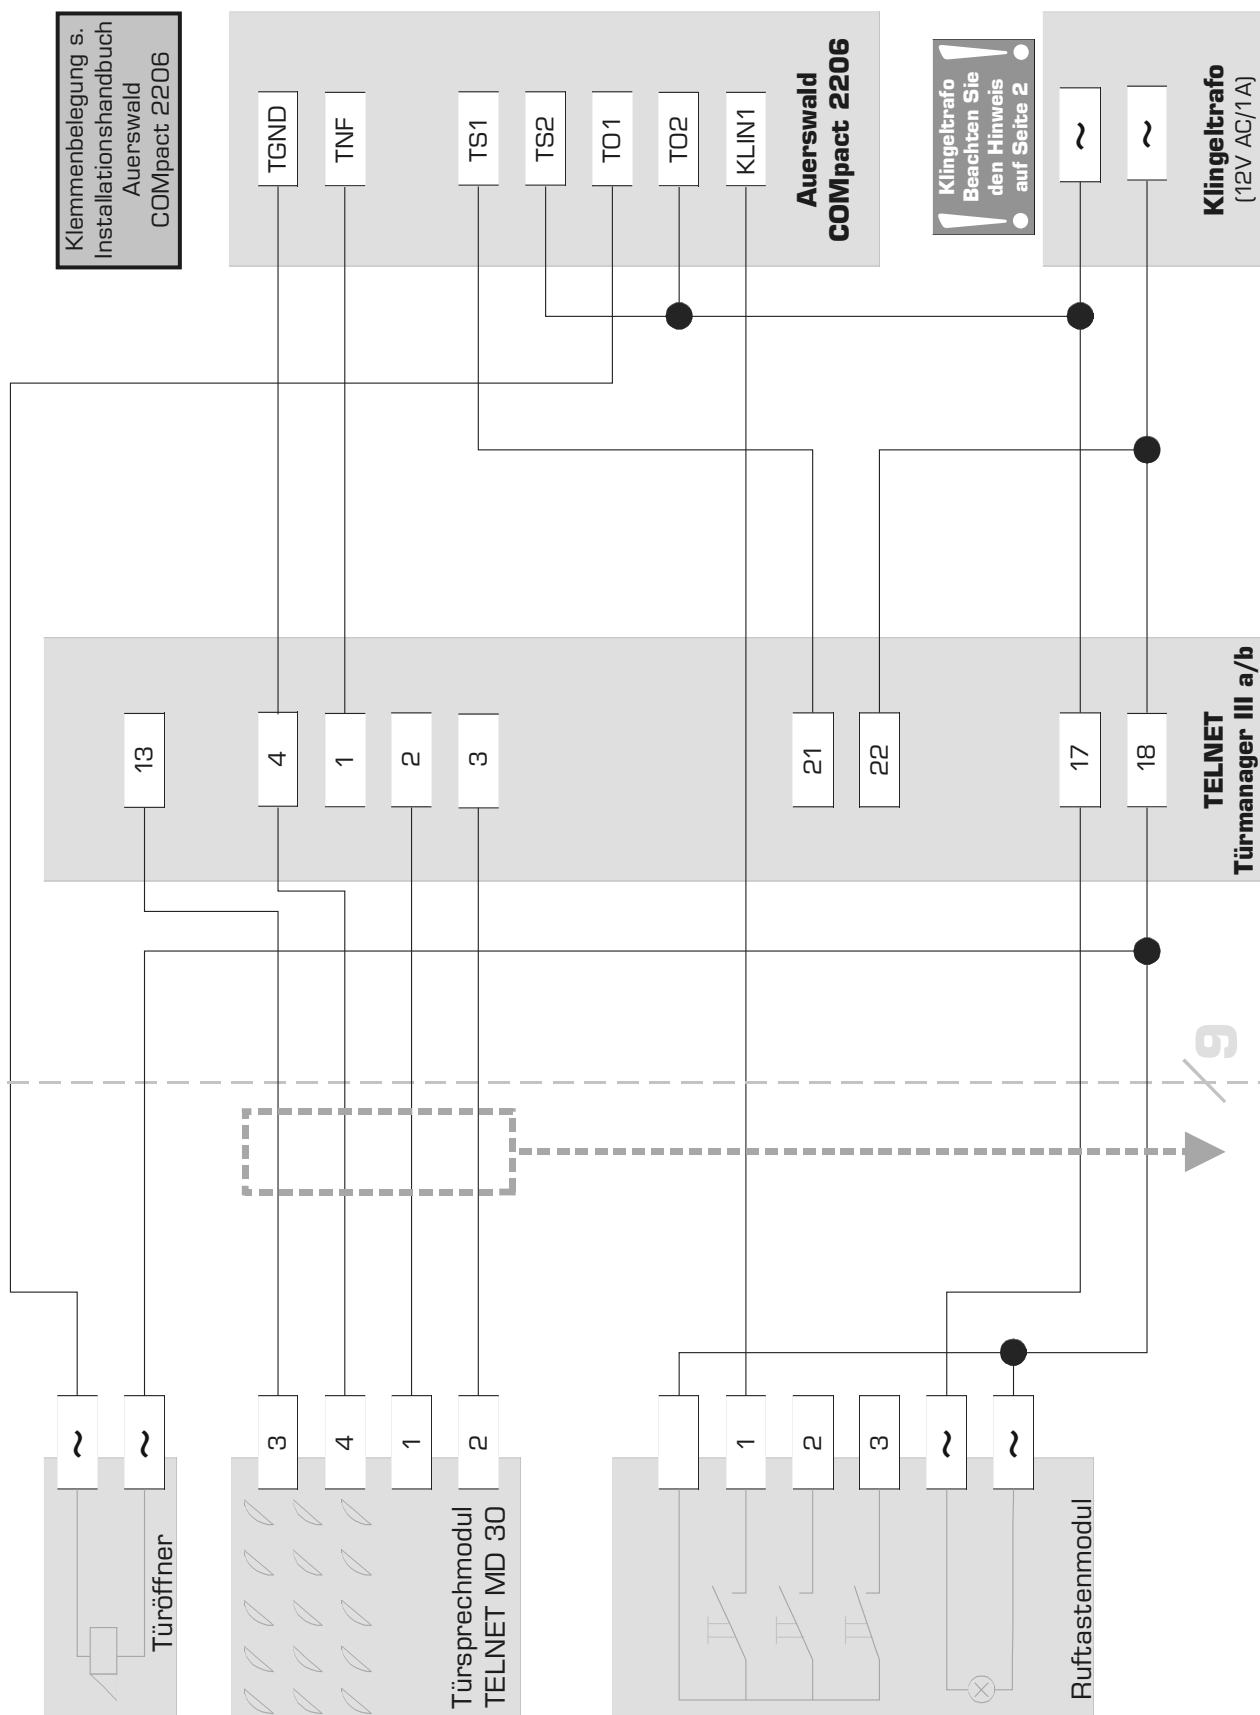 Klemmenbelegung s.
Installationshandbuch
Auerswald
COMpact 2206
TGND
TNF
TS1
TS2
TO1
TO2
KLIN1
Auerswald
COMpact 2206
Klingeltrafo
Beachten Sie
den Hinweis
auf Seite 2
~
~
Klingeltrafo
(12V AC/1A)
13
4
1
2
3
21
22
17
18
TELNET
Türmanager III a/b
9
~
~
Türöffner
3
4
1
2
Türsprechmodul
TELNET MD 30
1
2
3
~
~
Ruftastenmodul